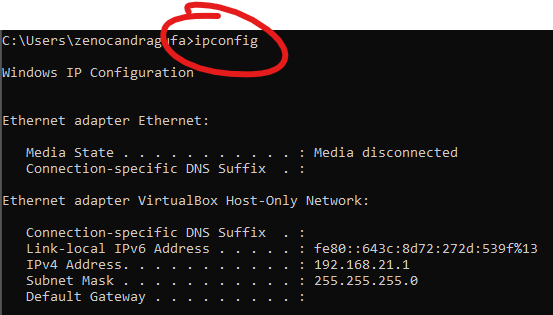 C:\Users\zenocandragufa>ipconfig
Windows IP Configuration
Ethernet adapter Ethernet:
Media State . . . . . . . . . . . : Media disconnected
Connection-specific DNS Suffix  . :
Ethernet adapter VirtualBox Host-Only Network:
Connection-specific DNS Suffix  . :
Link-local IPv6 Address . . . . . : fe80::643c:8d72:272d:539f%13
IPv4 Address. . . . . . . . . . . : 192.168.21.1
Subnet Mask . . . . . . . . . . . : 255.255.255.0
Default Gateway . . . . . . . . . :